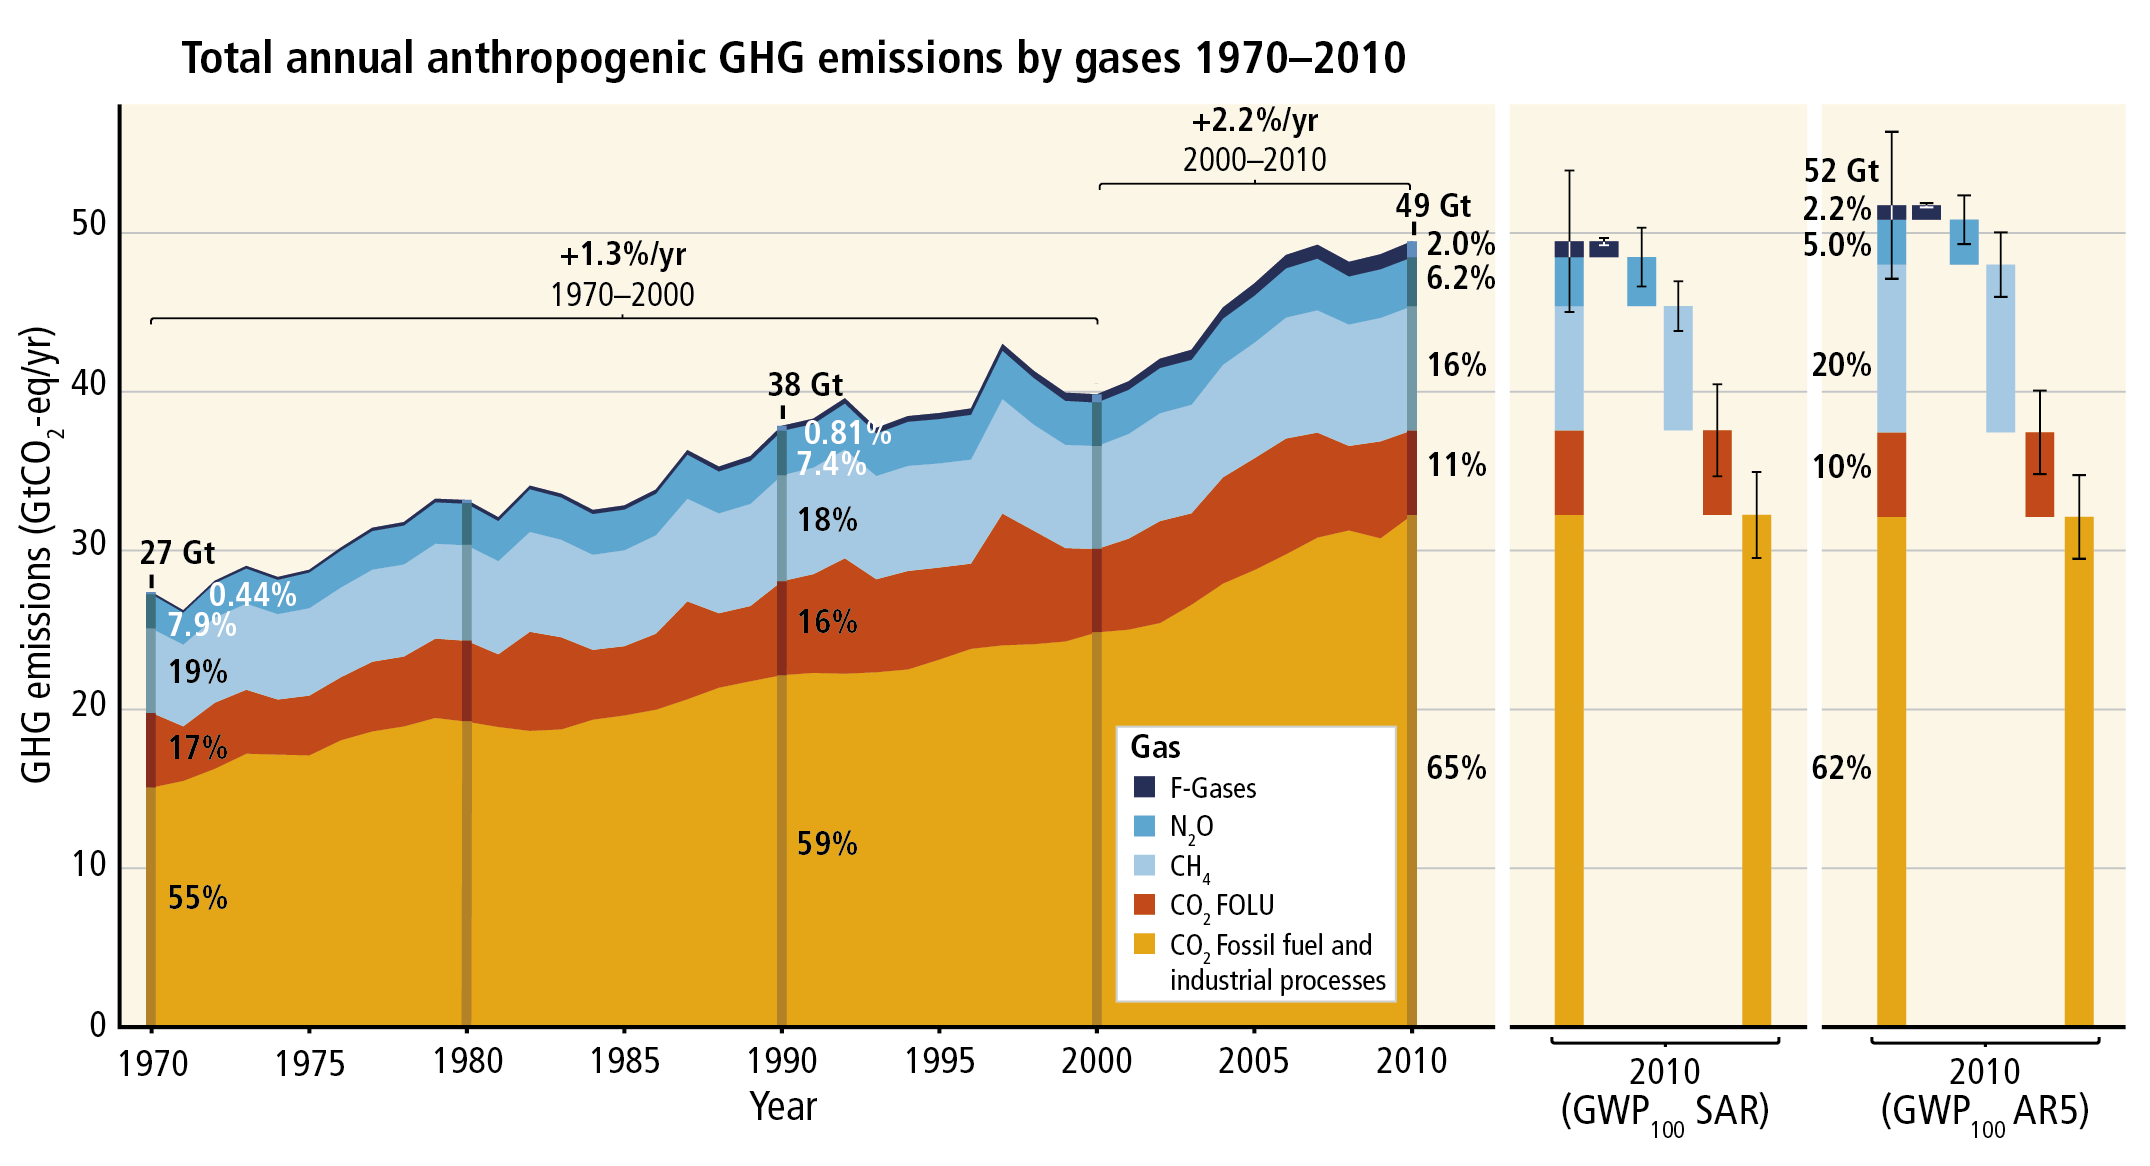 Total annual anthropogenic GHG emissions by gases 1970–2010
+2.2%/yr
2000–2010
+1.3%/yr
1970–2000
GHG emissions (GtCO2-eq/yr)
50
40
30
20
10
0
27 Gt
0.44%
7.9%
19%
17%
55%
38 Gt
0.81%
7.4%
18%
16%
59%
49 Gt
2.0%
6.2%
16%
11%
65%
52 Gt
2.2%
5.0%
20%
10%
62%
Gas
F-Gases
N2O
CH4
CO2 FOLU
CO2 Fossil fuel and
industrial processes
1970 1975 1980 1985 1990 1995 2000 2005 2010
Year
2010
(GWP100 SAR)
2010
(GWP100 AR5)